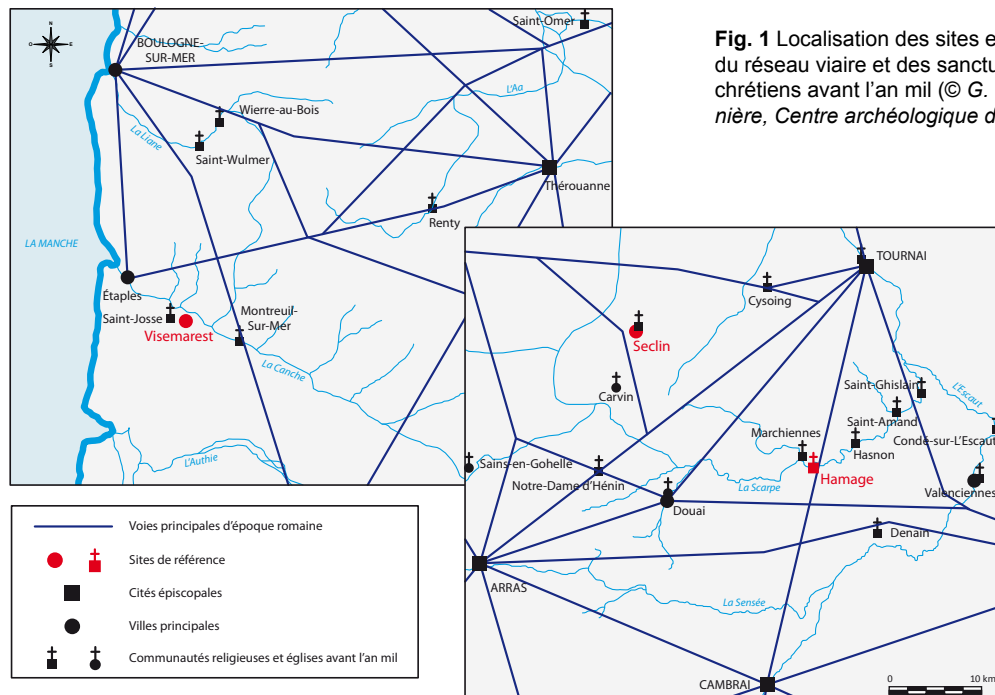 Fig. 1 Localisation des sites e
du réseau viaire et des sanctu
chrétiens avant l'an mil (© G.
nière, Centre archéologique d
N
O
E
S
BOULOGNE-
SUR-MER
Saint-Omer
L'Aa
Wierre-au-Bois
La Liane
Saint-Wulmer
Thérouanne
Renty
LA MANCHE
Étaples
Saint-Josse
Visemarest
Montreuil-
Sur-Mer
La Canche
L'Authie
TOURNAI
Cysoing
Seclin
Carvin
Saint-Ghislain
L'Escaut
Saint-Amand
Marchiennes
Hasnon
Condé-sur-L'Escaut
Sains-en-Gohelle
Notre-Dame d'Hénin
La Scarpe
Hamage
Valenciennes
Douai
Denain
ARRAS
La Sensée
CAMBRAI
0
10 km
Voies principales d'époque romaine
Sites de référence
Cités épiscopales
Villes principales
Communautés religieuses et églises avant l'an mil